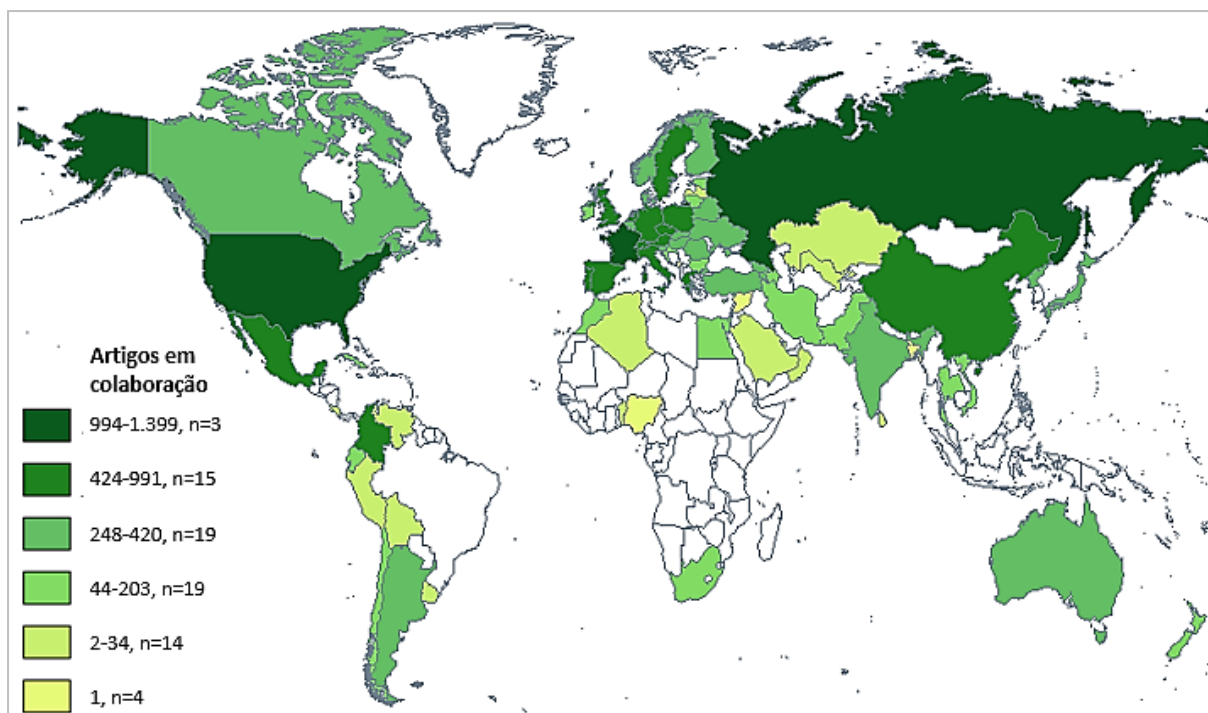 Artigos em
colaboração
994-1.399, n=3
424-991, n=15
248-420, n=19
44-203, n=19
2-34, n=14
1, n=4